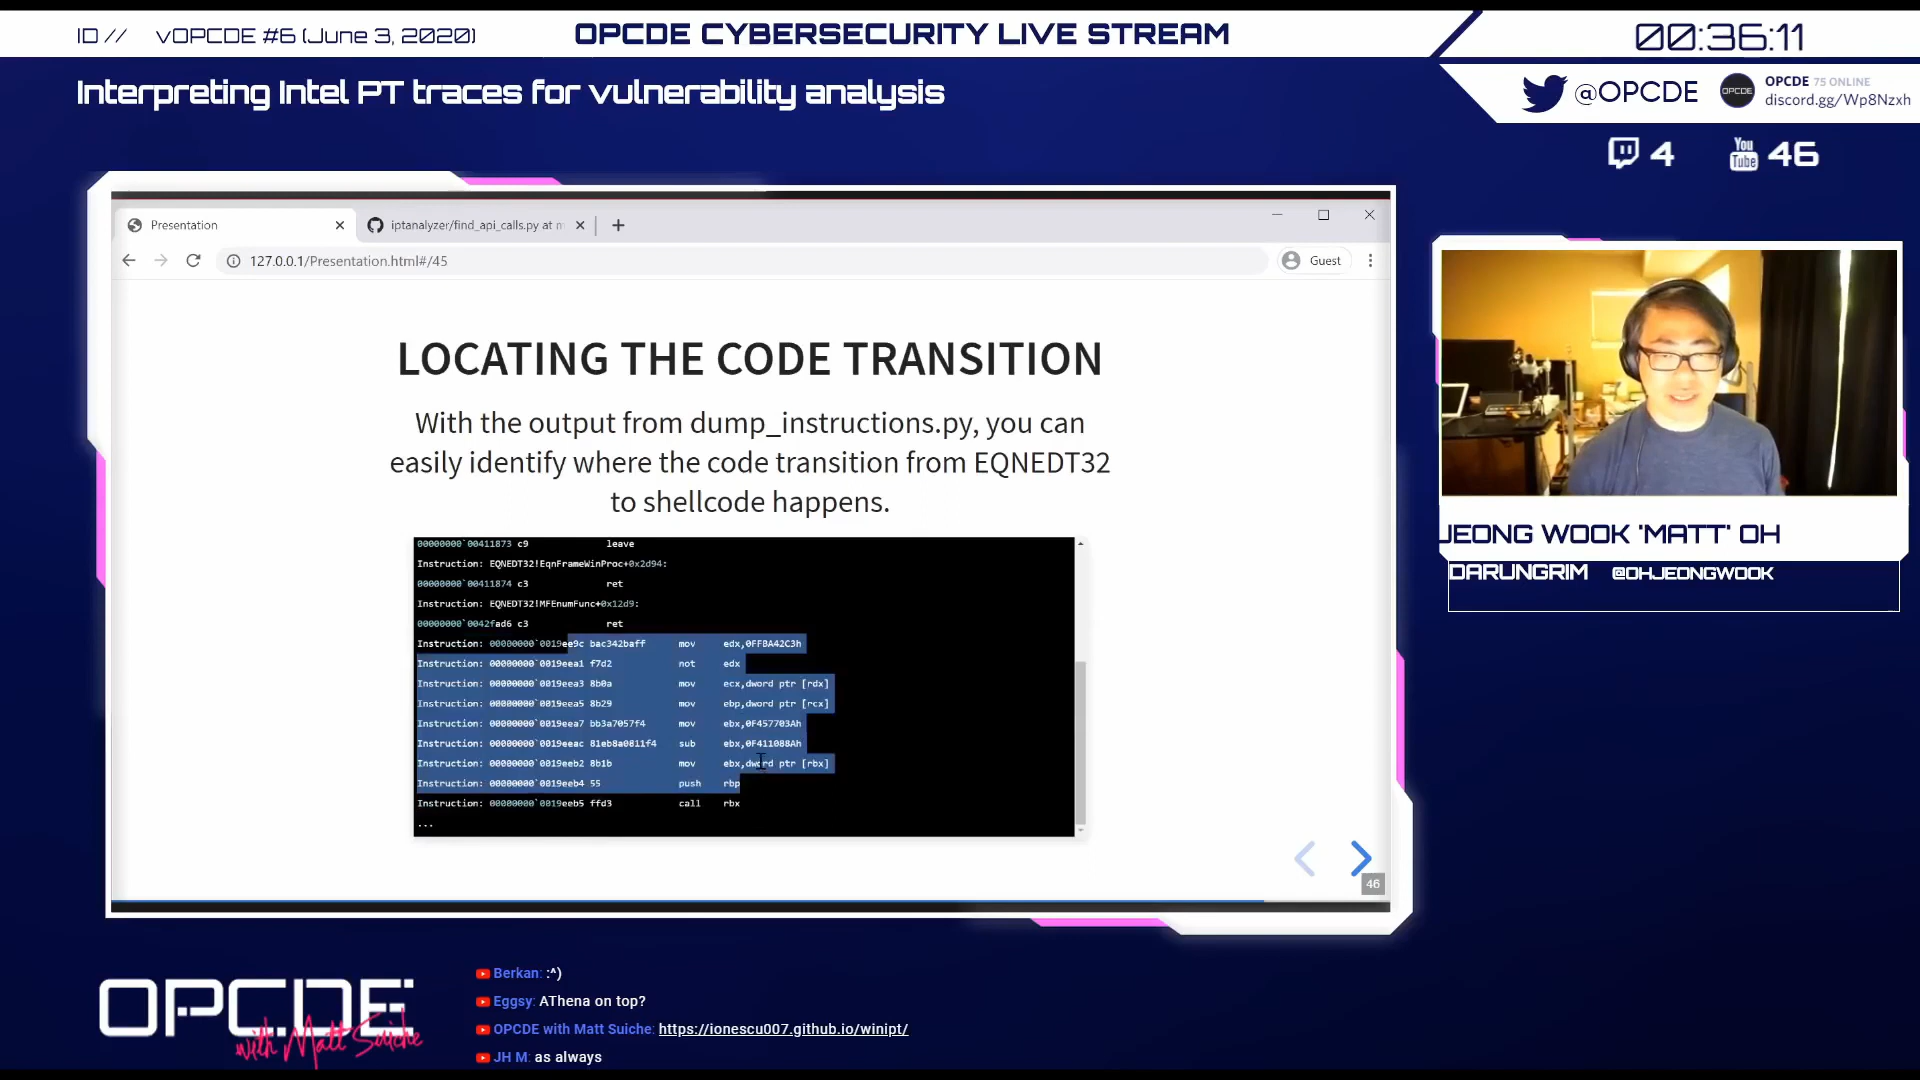 ID // vOPCDE #6 (June 3, 2020)
OPCDE CYBERSECURITY LIVE STREAM
00:36:11
Interpreting Intel PT traces for vulnerability analysis
@OPCDE
OPCDE
OPCDE 75 ONLINE
discord.gg/Wp8Nzxh
4
You Tube 46
Presentation
iptanalyzer/find_api_calls.py at m
127.0.0.1/Presentation.html#/45
Guest
LOCATING THE CODE TRANSITION
With the output from dump_instructions.py, you can
easily identify where the code transition from EQNEDT32
to shellcode happens.
00000000`00411873 c9 leave
Instruction: EQNEDT32!EqnFrameWinProc+0x2d94:
00000000`00411874 c3 ret
Instruction: EQNEDT32!MFEnumFunc+0x12d9:
00000000`0042fad6 c3 ret
Instruction: 00000000`0019ee9c bac342baff mov edx,0FFBA42C3h
Instruction: 00000000`0019eea1 f7d2 not edx
Instruction: 00000000`0019eea3 8b0a mov ecx,dword ptr [rdx]
Instruction: 00000000`0019eea5 8b29 mov ebp,dword ptr [rcx]
Instruction: 00000000`0019eea7 bb3a7057f4 mov ebx,0F457703Ah
Instruction: 00000000`0019eeac 81eb8a0811f4 sub ebx,0F411088Ah
Instruction: 00000000`0019eeb2 8b1b mov ebx,dword ptr [rbx]
Instruction: 00000000`0019eeb4 55 push rbp
Instruction: 00000000`0019eeb5 ffd3 call rbx
...
46
JEONG WOOK 'MATT' OH
DARUNGRIM @OHJEONGWOOK
OPCDE
with Matt Suiche
Berkan: :^)
Eggsy: AThena on top?
OPCDE with Matt Suiche: https://ionescu007.github.io/winipt/
JH M: as always